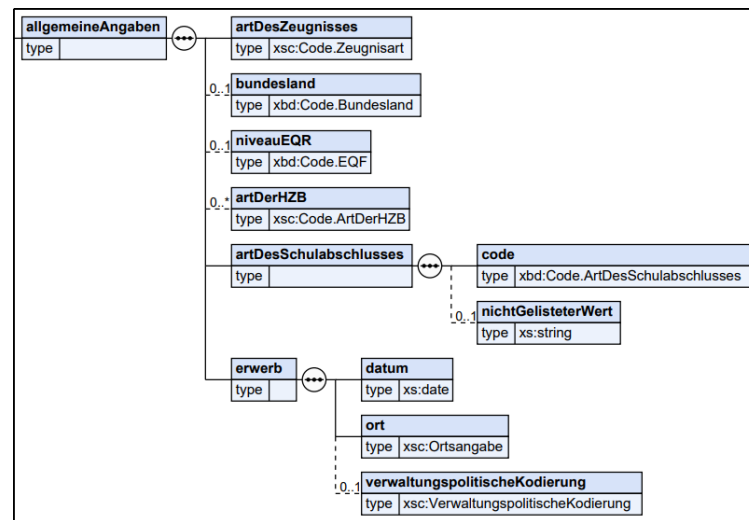 allgemeineAngaben
type
artDesZeugnisses
type xsc:Code.Zeugnisart
0..1
bundesland
type xbd:Code.Bundesland
0..1
niveauEQR
type xbd:Code.EQF
0..*
artDerHZB
type xsc:Code.ArtDerHZB
artDesSchulabschlusses
type
code
type xbd:Code.ArtDesSchulabschlusses
0..1
nichtGelisteterWert
type xs:string
erwerb
type
datum
type xs:date
ort
type xsc:Ortsangabe
0..1
verwaltungspolitischeKodierung
type xsc:VerwaltungspolitischeKodierung